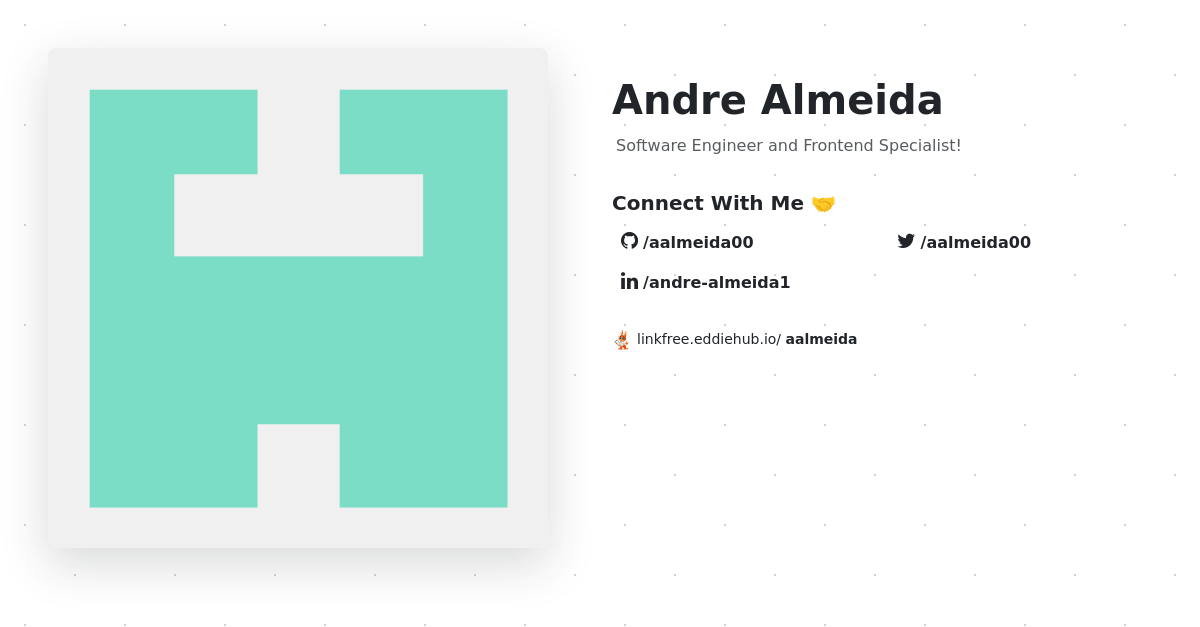 Andre Almeida
Software Engineer and Frontend Specialist!
Connect With Me 🤝
/aalmeida00
/aalmeida00
/andre-almeida1
linkfree.eddiehub.io/ aalmeida